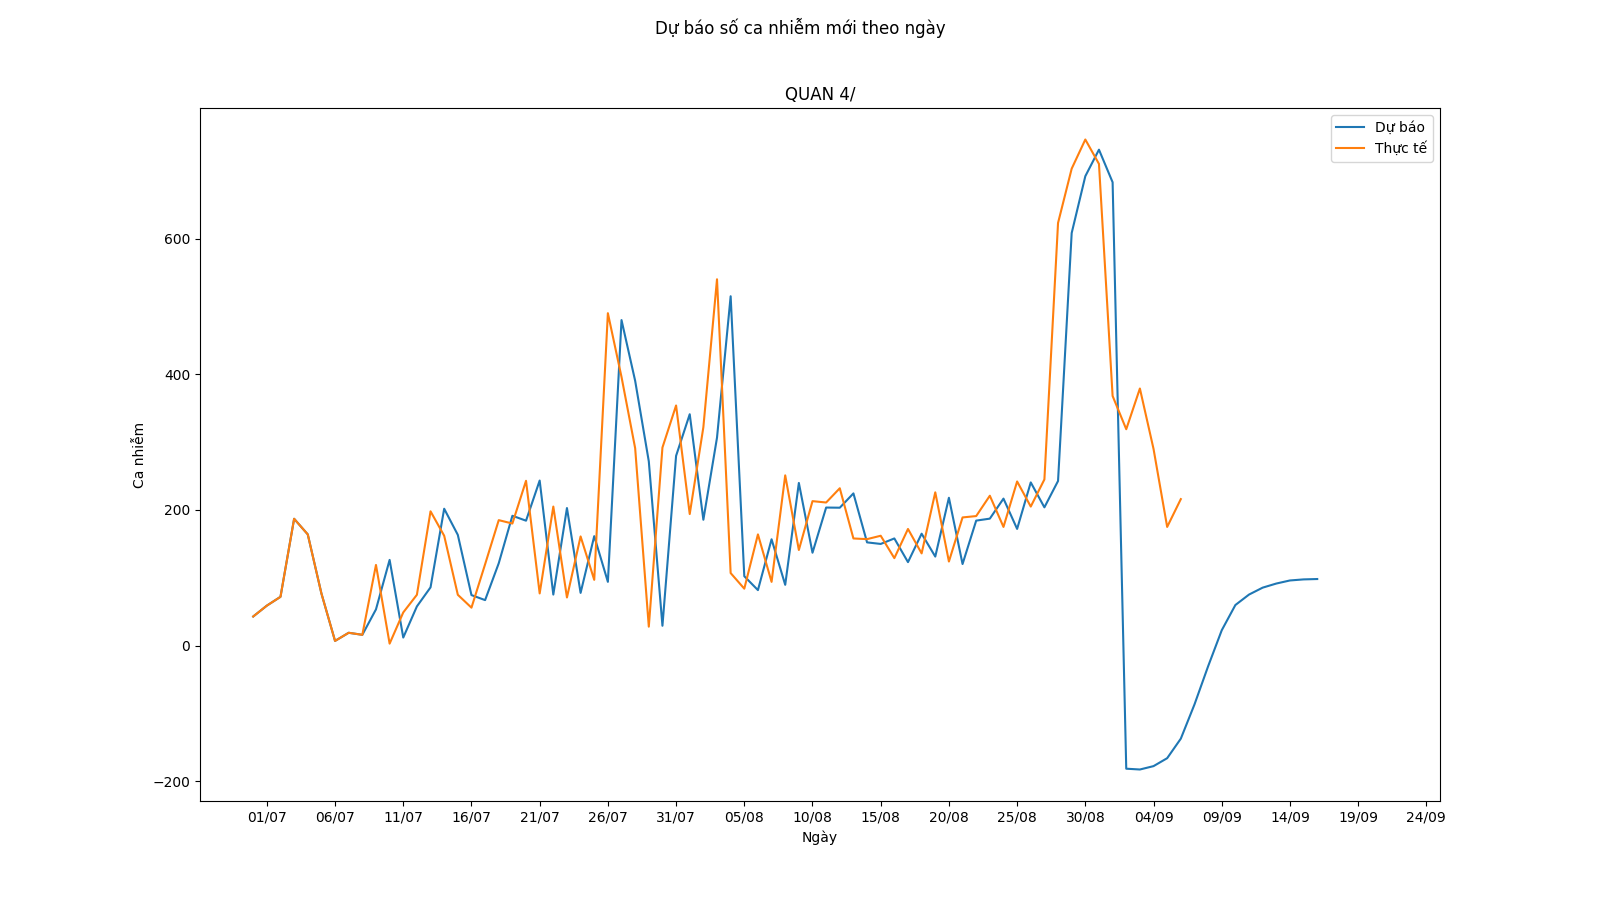 Dự báo số ca nhiễm mới theo ngày
QUAN 4/
Dự báo
Thực tế
Ca nhiễm
600
400
200
0
−200
01/07 06/07 11/07 16/07 21/07 26/07 31/07 05/08 10/08 15/08 20/08 25/08 30/08 04/09 09/09 14/09 19/09 24/09
Ngày